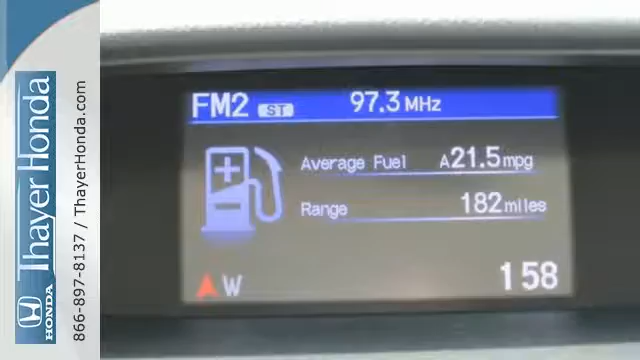 Thayer Honda
HONDA
866-897-8137 / ThayerHonda.com
FM2 ST 97.3 MHz
Average Fuel A21.5mpg
Range 182miles
W 158